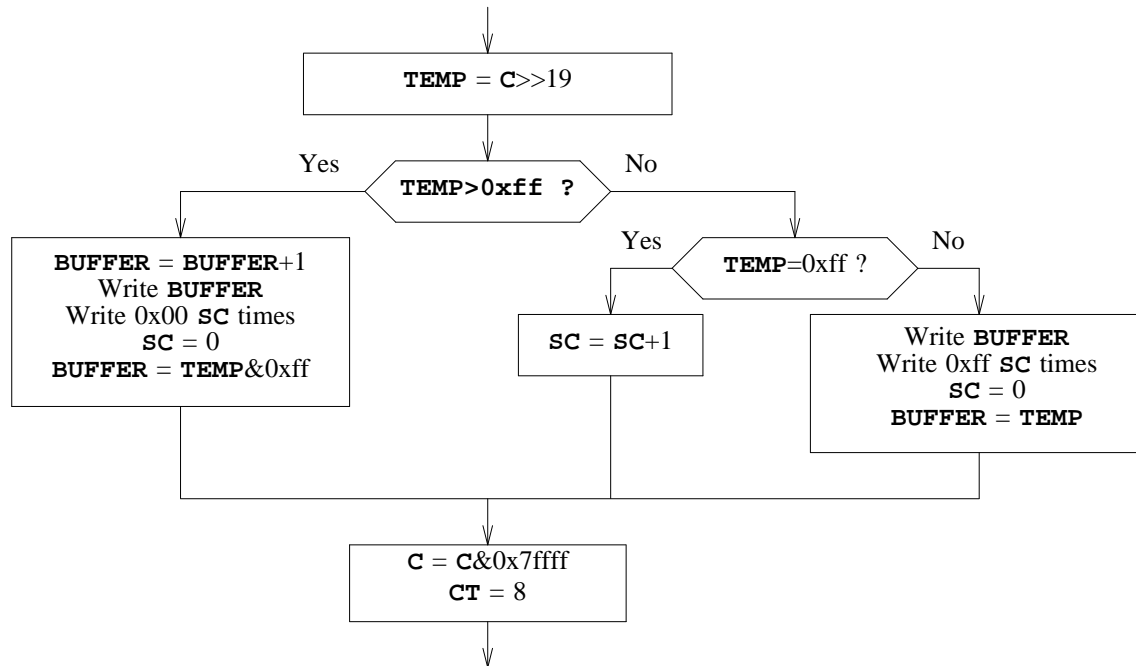 TEMP = C>>19
Yes
No
TEMP>0xff ?
BUFFER = BUFFER+1
Write BUFFER
Write 0x00 SC times
SC = 0
BUFFER = TEMP&0xff
Yes
No
TEMP=0xff ?
SC = SC+1
Write BUFFER
Write 0xff SC times
SC = 0
BUFFER = TEMP
C = C&0x7ffff
CT = 8